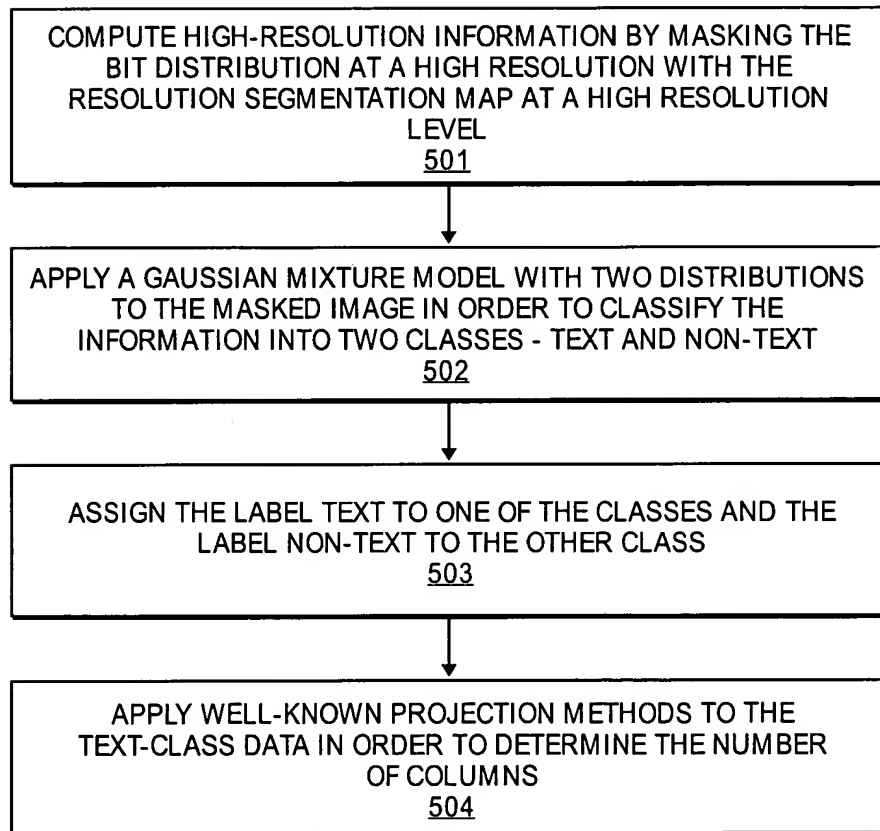 COMPUTE HIGH-RESOLUTION INFORMATION BY MASKING THE
BIT DISTRIBUTION AT A HIGH RESOLUTION WITH THE
RESOLUTION SEGMENTATION MAP AT A HIGH RESOLUTION
LEVEL
501
APPLY A GAUSSIAN MIXTURE MODEL WITH TWO DISTRIBUTIONS
TO THE MASKED IMAGE IN ORDER TO CLASSIFY THE
INFORMATION INTO TWO CLASSES - TEXT AND NON-TEXT
502
ASSIGN THE LABEL TEXT TO ONE OF THE CLASSES AND THE
LABEL NON-TEXT TO THE OTHER CLASS
503
APPLY WELL-KNOWN PROJECTION METHODS TO THE
TEXT-CLASS DATA IN ORDER TO DETERMINE THE NUMBER
OF COLUMNS
504